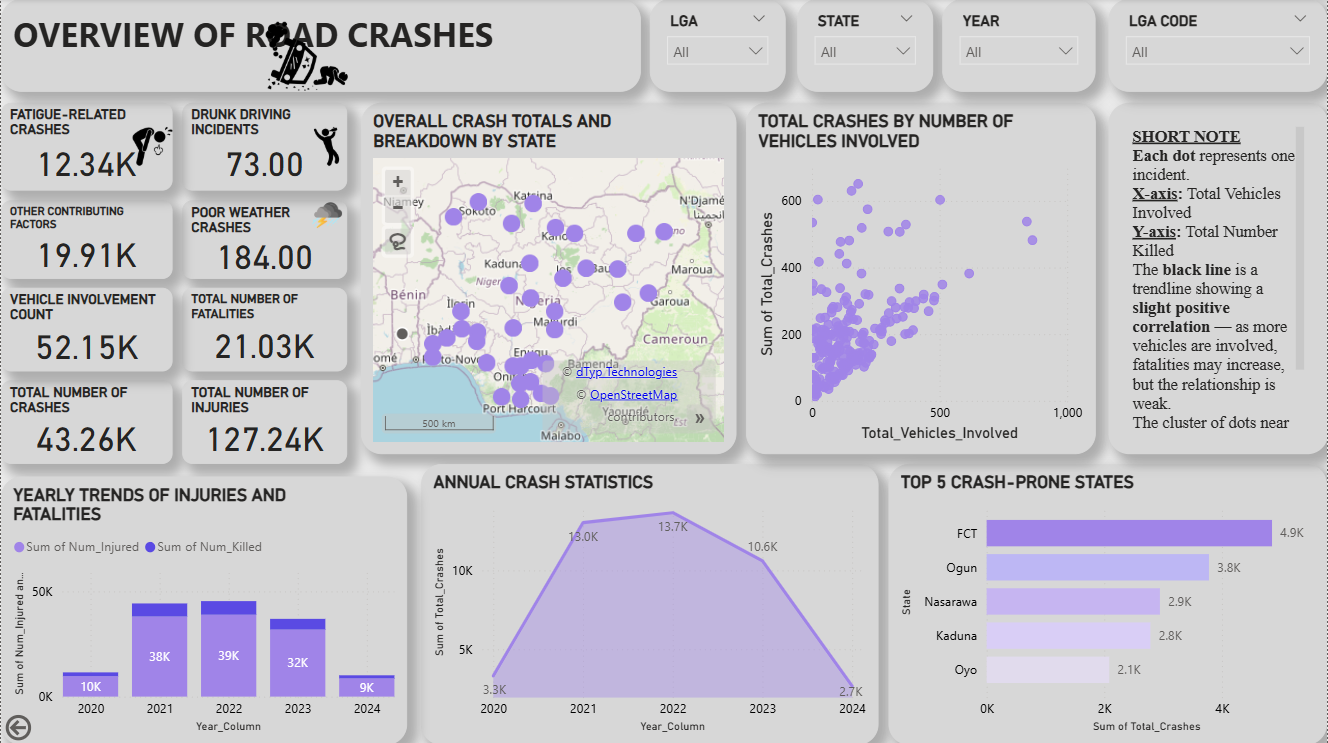 OVERVIEW OF ROAD CRASHES
LGA
All
STATE
All
YEAR
All
LGA CODE
All
FATIGUE-RELATED
CRASHES
12.34K
DRUNK DRIVING
INCIDENTS
73.00
OTHER CONTRIBUTING
FACTORS
19.91K
POOR WEATHER
CRASHES
184.00
VEHICLE INVOLVEMENT
COUNT
52.15K
TOTAL NUMBER OF
FATALITIES
21.03K
TOTAL NUMBER OF
CRASHES
43.26K
TOTAL NUMBER OF
INJURIES
127.24K
OVERALL CRASH TOTALS AND
BREAKDOWN BY STATE
+
−
Niamey
Sokoto
Katsina
N'Djamé
انجمينا
Kano
no
Kaduna
Jos
Bau
Maroua
Niger
Nigeria
Bénin
Ilorin
Garoua
Makurdi
Ibad
omé
Porto-Novo
Enugu
Cameroun
Bamenda
Oni
© dTyp Technologies
© OpenStreetMap
contributors.
Port Harcourt
Yaoundé
Est
»
500 km
Malabo
TOTAL CRASHES BY NUMBER OF
VEHICLES INVOLVED
Sum of Total_Crashes
600
400
200
0
0
500
1,000
Total_Vehicles_Involved
SHORT NOTE
Each dot represents one
incident.
X-axis: Total Vehicles
Involved
Y-axis: Total Number
Killed
The black line is a
trendline showing a
slight positive
correlation — as more
vehicles are involved,
fatalities may increase,
but the relationship is
weak.
The cluster of dots near
YEARLY TRENDS OF INJURIES AND
FATALITIES
Sum of Num_Injured
Sum of Num_Killed
Sum of Num_Injured an...
50K
0K
10K
38K
39K
32K
9K
2020
2021
2022
2023
2024
Year_Column
ANNUAL CRASH STATISTICS
Sum of Total_Crashes
10K
5K
3.3K
13.0K
13.7K
10.6K
2.7K
2020
2021
2022
2023
2024
Year_Column
TOP 5 CRASH-PRONE STATES
State
FCT
4.9K
Ogun
3.8K
Nasarawa
2.9K
Kaduna
2.8K
Oyo
2.1K
0K
2K
4K
Sum of Total_Crashes